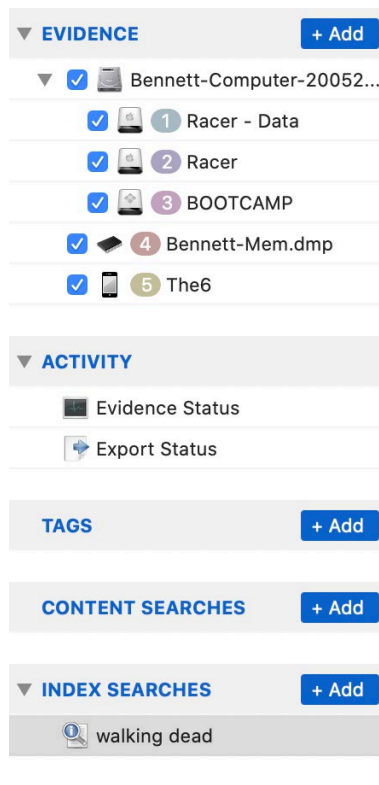 EVIDENCE + Add
Bennett-Computer-20052...
1 Racer - Data
2 Racer
3 BOOTCAMP
4 Bennett-Mem.dmp
5 The6
ACTIVITY
Evidence Status
Export Status
TAGS + Add
CONTENT SEARCHES + Add
INDEX SEARCHES + Add
walking dead